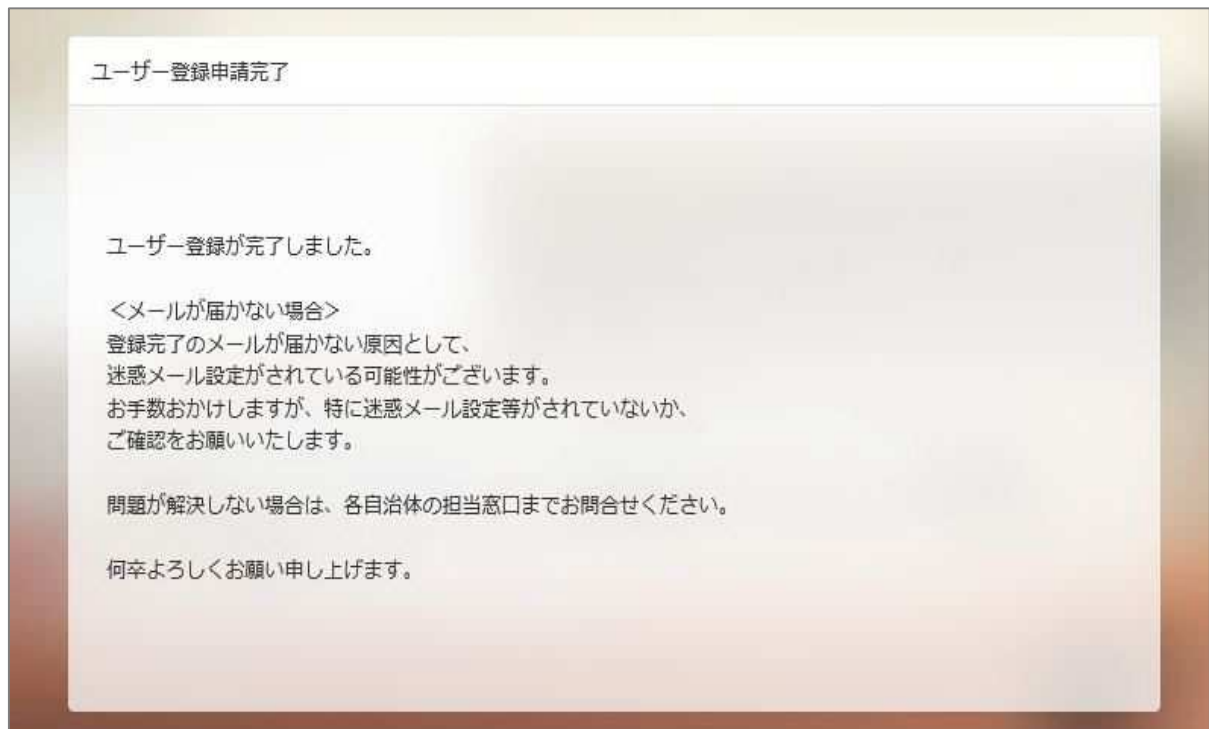 ユーザー登録申請完了
ユーザー登録が完了しました。
＜メールが届かない場合＞
登録完了のメールが届かない原因として、
迷惑メール設定がされている可能性がございます。
お手数おかけしますが、特に迷惑メール設定等がされていないか、
ご確認をお願いいたします。
問題が解決しない場合は、各自治体の担当窓口までお問合せください。
何卒よろしくお願い申し上げます。